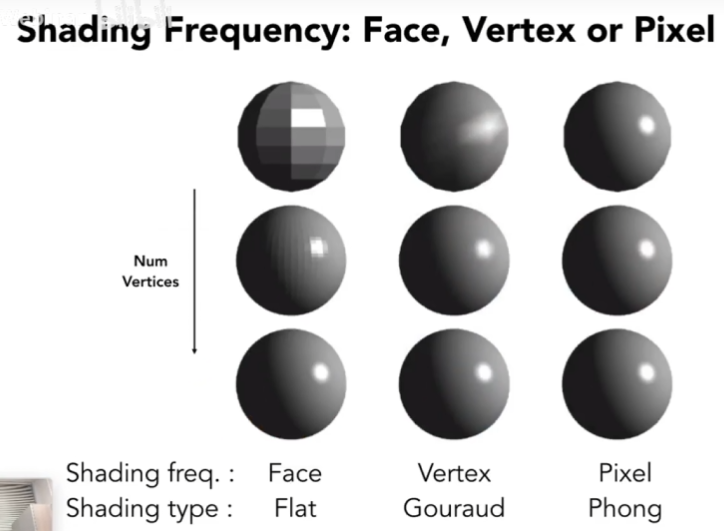 Shading Frequency: Face, Vertex or Pixel
Num
Vertices
Shading freq. : Face Vertex Pixel
Shading type : Flat Gouraud Phong